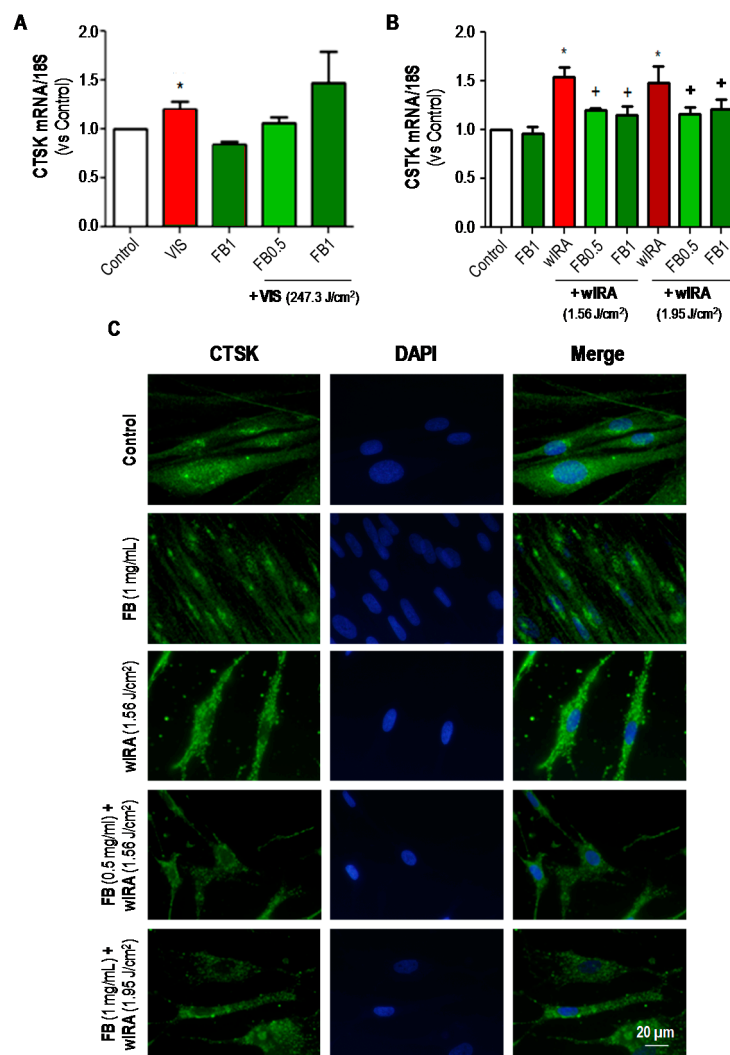 A
CTSK mRNA/18S
(vs Control)
2.0
1.5
1.0
0.5
0.0
*
Control
VIS
FB1
FB0.5
FB1
+ VIS (247.3 J/cm²)
B
CSTK mRNA/18S
(vs Control)
2.0
1.5
1.0
0.5
0.0
*
+
+
*
+
+
Control
FB1
wIRA
FB0.5
FB1
wIRA
FB0.5
FB1
+ wIRA
(1.56 J/cm²)
+ wIRA
(1.95 J/cm²)
C
CTSK
DAPI
Merge
Control
FB (1 mg/mL)
wIRA (1.56 J/cm²)
FB (0.5 mg/ml) +
wIRA (1.56 J/cm²)
FB (1 mg/mL) +
wIRA (1.95 J/cm²)
20 µm